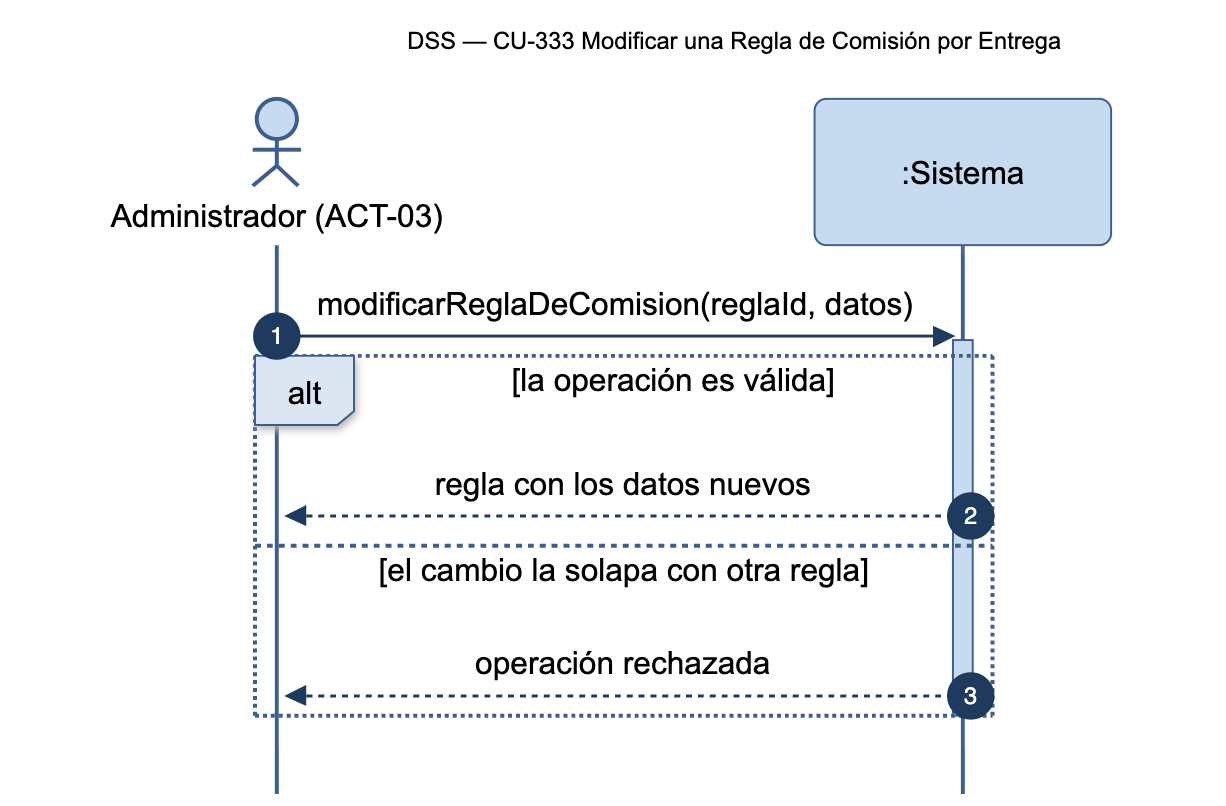 DSS — CU-333 Modificar una Regla de Comisión por Entrega
:Sistema
Administrador (ACT-03)
modificarReglaDeComision(reglaId, datos)
1
alt
[la operación es válida]
regla con los datos nuevos
2
[el cambio la solapa con otra regla]
operación rechazada
3